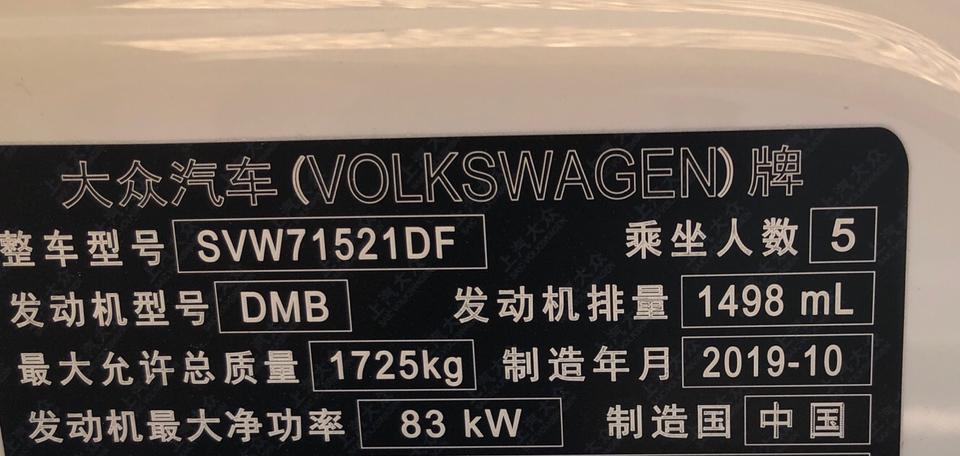 大众汽车(VOLKSWAGEN)牌
整车型号 SVW71521DF 乘坐人数 5
发动机型号 DMB 发动机排量 1498 mL
最大允许总质量 1725kg 制造年月 2019-10
发动机最大净功率 83 kW 制造国 中国